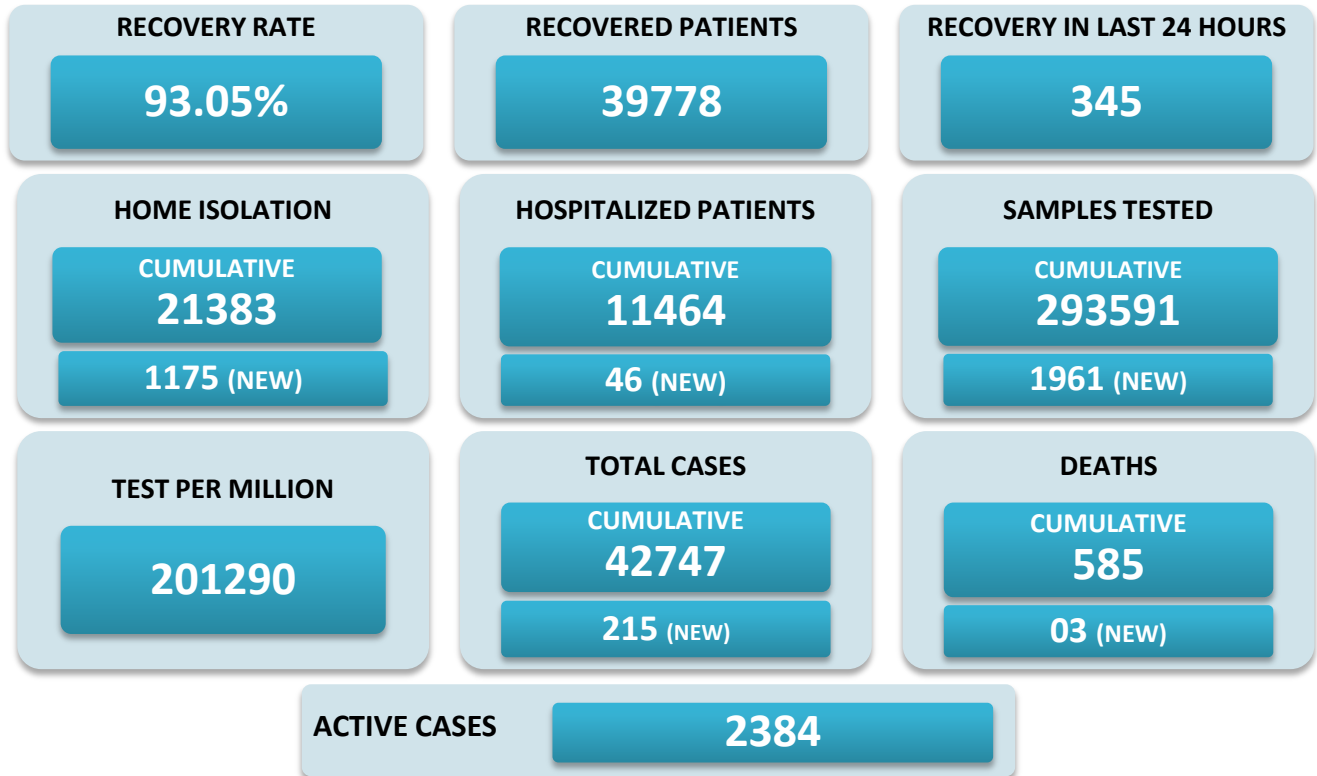 RECOVERY RATE
93.05%
RECOVERED PATIENTS
39778
RECOVERY IN LAST 24 HOURS
345
HOME ISOLATION
CUMULATIVE
21383
1175 (NEW)
HOSPITALIZED PATIENTS
CUMULATIVE
11464
46 (NEW)
SAMPLES TESTED
CUMULATIVE
293591
1961 (NEW)
TEST PER MILLION
201290
TOTAL CASES
CUMULATIVE
42747
215 (NEW)
DEATHS
CUMULATIVE
585
03 (NEW)
ACTIVE CASES
2384